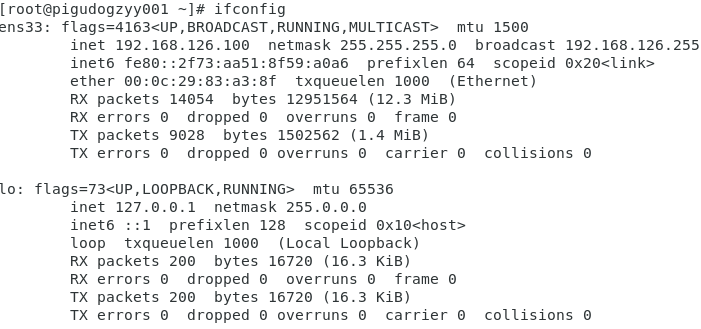 [root@pigudogzyy001 ~]# ifconfig
ens33: flags=4163<UP,BROADCAST,RUNNING,MULTICAST>  mtu 1500
        inet 192.168.126.100  netmask 255.255.255.0  broadcast 192.168.126.255
        inet6 fe80::2f73:aa51:8f59:a0a6  prefixlen 64  scopeid 0x20<link>
        ether 00:0c:29:83:a3:8f  txqueuelen 1000  (Ethernet)
        RX packets 14054  bytes 12951564 (12.3 MiB)
        RX errors 0  dropped 0  overruns 0  frame 0
        TX packets 9028  bytes 1502562 (1.4 MiB)
        TX errors 0  dropped 0 overruns 0  carrier 0  collisions 0

lo: flags=73<UP,LOOPBACK,RUNNING>  mtu 65536
        inet 127.0.0.1  netmask 255.0.0.0
        inet6 ::1  prefixlen 128  scopeid 0x10<host>
        loop  txqueuelen 1000  (Local Loopback)
        RX packets 200  bytes 16720 (16.3 KiB)
        RX errors 0  dropped 0  overruns 0  frame 0
        TX packets 200  bytes 16720 (16.3 KiB)
        TX errors 0  dropped 0 overruns 0  carrier 0  collisions 0